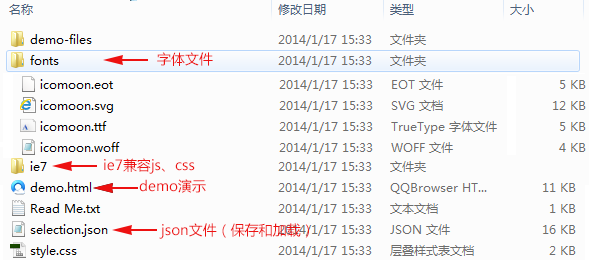 修改日期 类型 大小
demo-files 2014/1/17 15:33 文件夹
fonts 字体文件 2014/1/17 15:33 文件夹
icomoon.eot 2014/1/17 15:33 EOT 文件 5 KB
icomoon.svg 2014/1/17 15:33 SVG 文档 12 KB
icomoon.ttf 2014/1/17 15:33 TrueType 字体文件 5 KB
icomoon.woff 2014/1/17 15:33 WOFF 文件 4 KB
ie7 ie7兼容js、css 2014/1/17 15:33 文件夹
demo.html demo演示 2014/1/17 15:33 QQBrowser HT... 11 KB
Read Me.txt 2014/1/17 15:33 文本文档 1 KB
selection.json json文件（保存和加载） 2014/1/17 15:33 JSON 文件 16 KB
style.css 2014/1/17 15:33 层叠样式表文档 2 KB